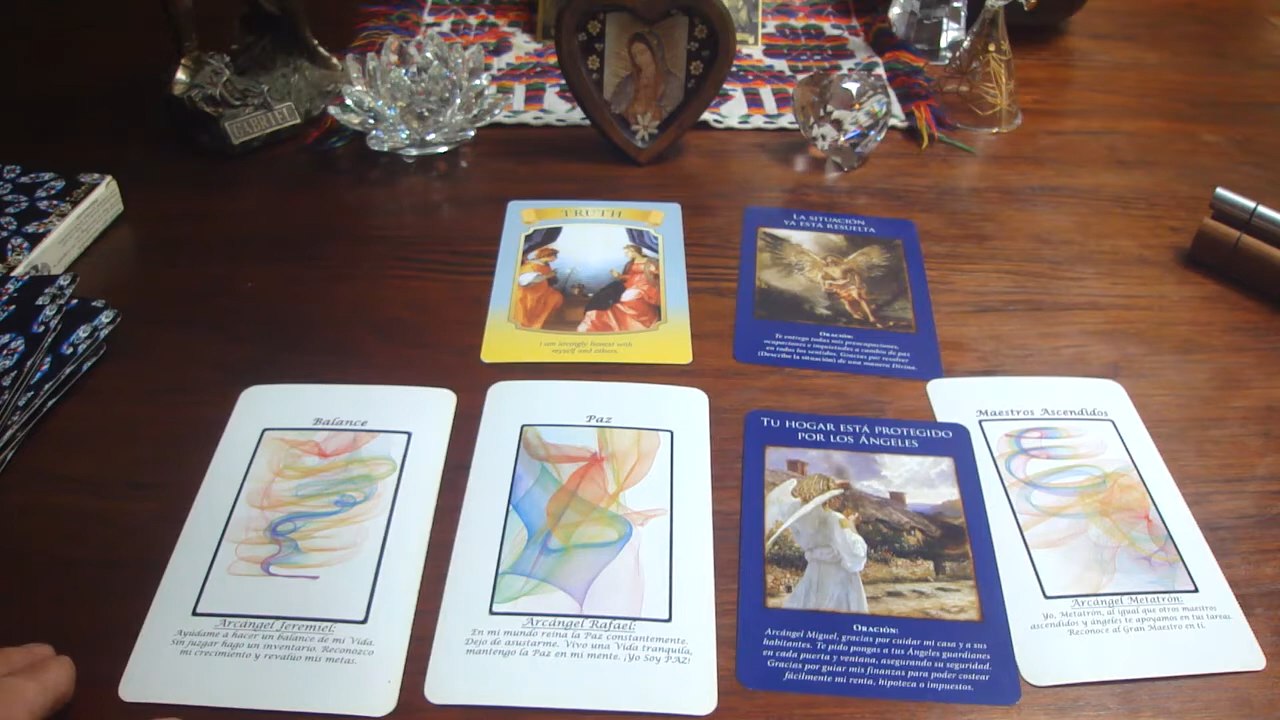 GABRIEL
TRUTH
I am lovingly honest with
myself and others.
LA SITUACIÓN
YA ESTÁ RESUELTA
ORACIÓN:
Te entrego todas mis preocupaciones,
ocupaciones e inquietudes a cambio de paz
en todos los sentidos. Gracias por resolver
(Describe la situación) de una manera Divina.
Balance
Arcángel Jeremiel:
Ayúdame a hacer un balance de mi Vida.
Sin juzgar hago un inventario. Reconozco
mi crecimiento y revalúo mis metas.
Paz
Arcángel Rafael:
En mi mundo reina la Paz constantemente.
Dejo de asustarme. Vivo una Vida tranquila,
mantengo la Paz en mi mente. ¡Yo Soy PAZ!
TU HOGAR ESTÁ PROTEGIDO
POR LOS ÁNGELES
ORACIÓN:
Arcángel Miguel, gracias por cuidar mi casa y a sus
habitantes. Te pido pongas a tus Ángeles guardianes
en cada puerta y ventana, asegurando su seguridad.
Gracias por guiar mis finanzas para poder costear
fácilmente mi renta, hipoteca o impuestos.
Maestros Ascendidos
Arcángel Metatrón:
Yo, Metatrón, al igual que otros maestros
ascendidos y ángeles te apoyamos en tus tareas.
Reconoce al Gran Maestro en ti.